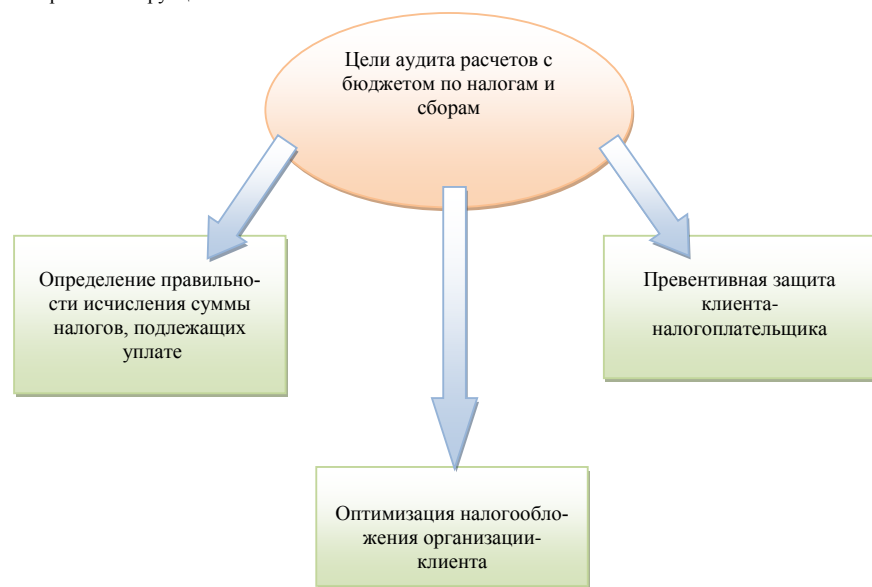 Цели аудита расчетов с
бюджетом по налогам и
сборам
Определение правильно-
сти исчисления суммы
налогов, подлежащих
уплате
Превентивная защита
клиента-
налогоплательщика
Оптимизация налогообло-
жения организации-
клиента